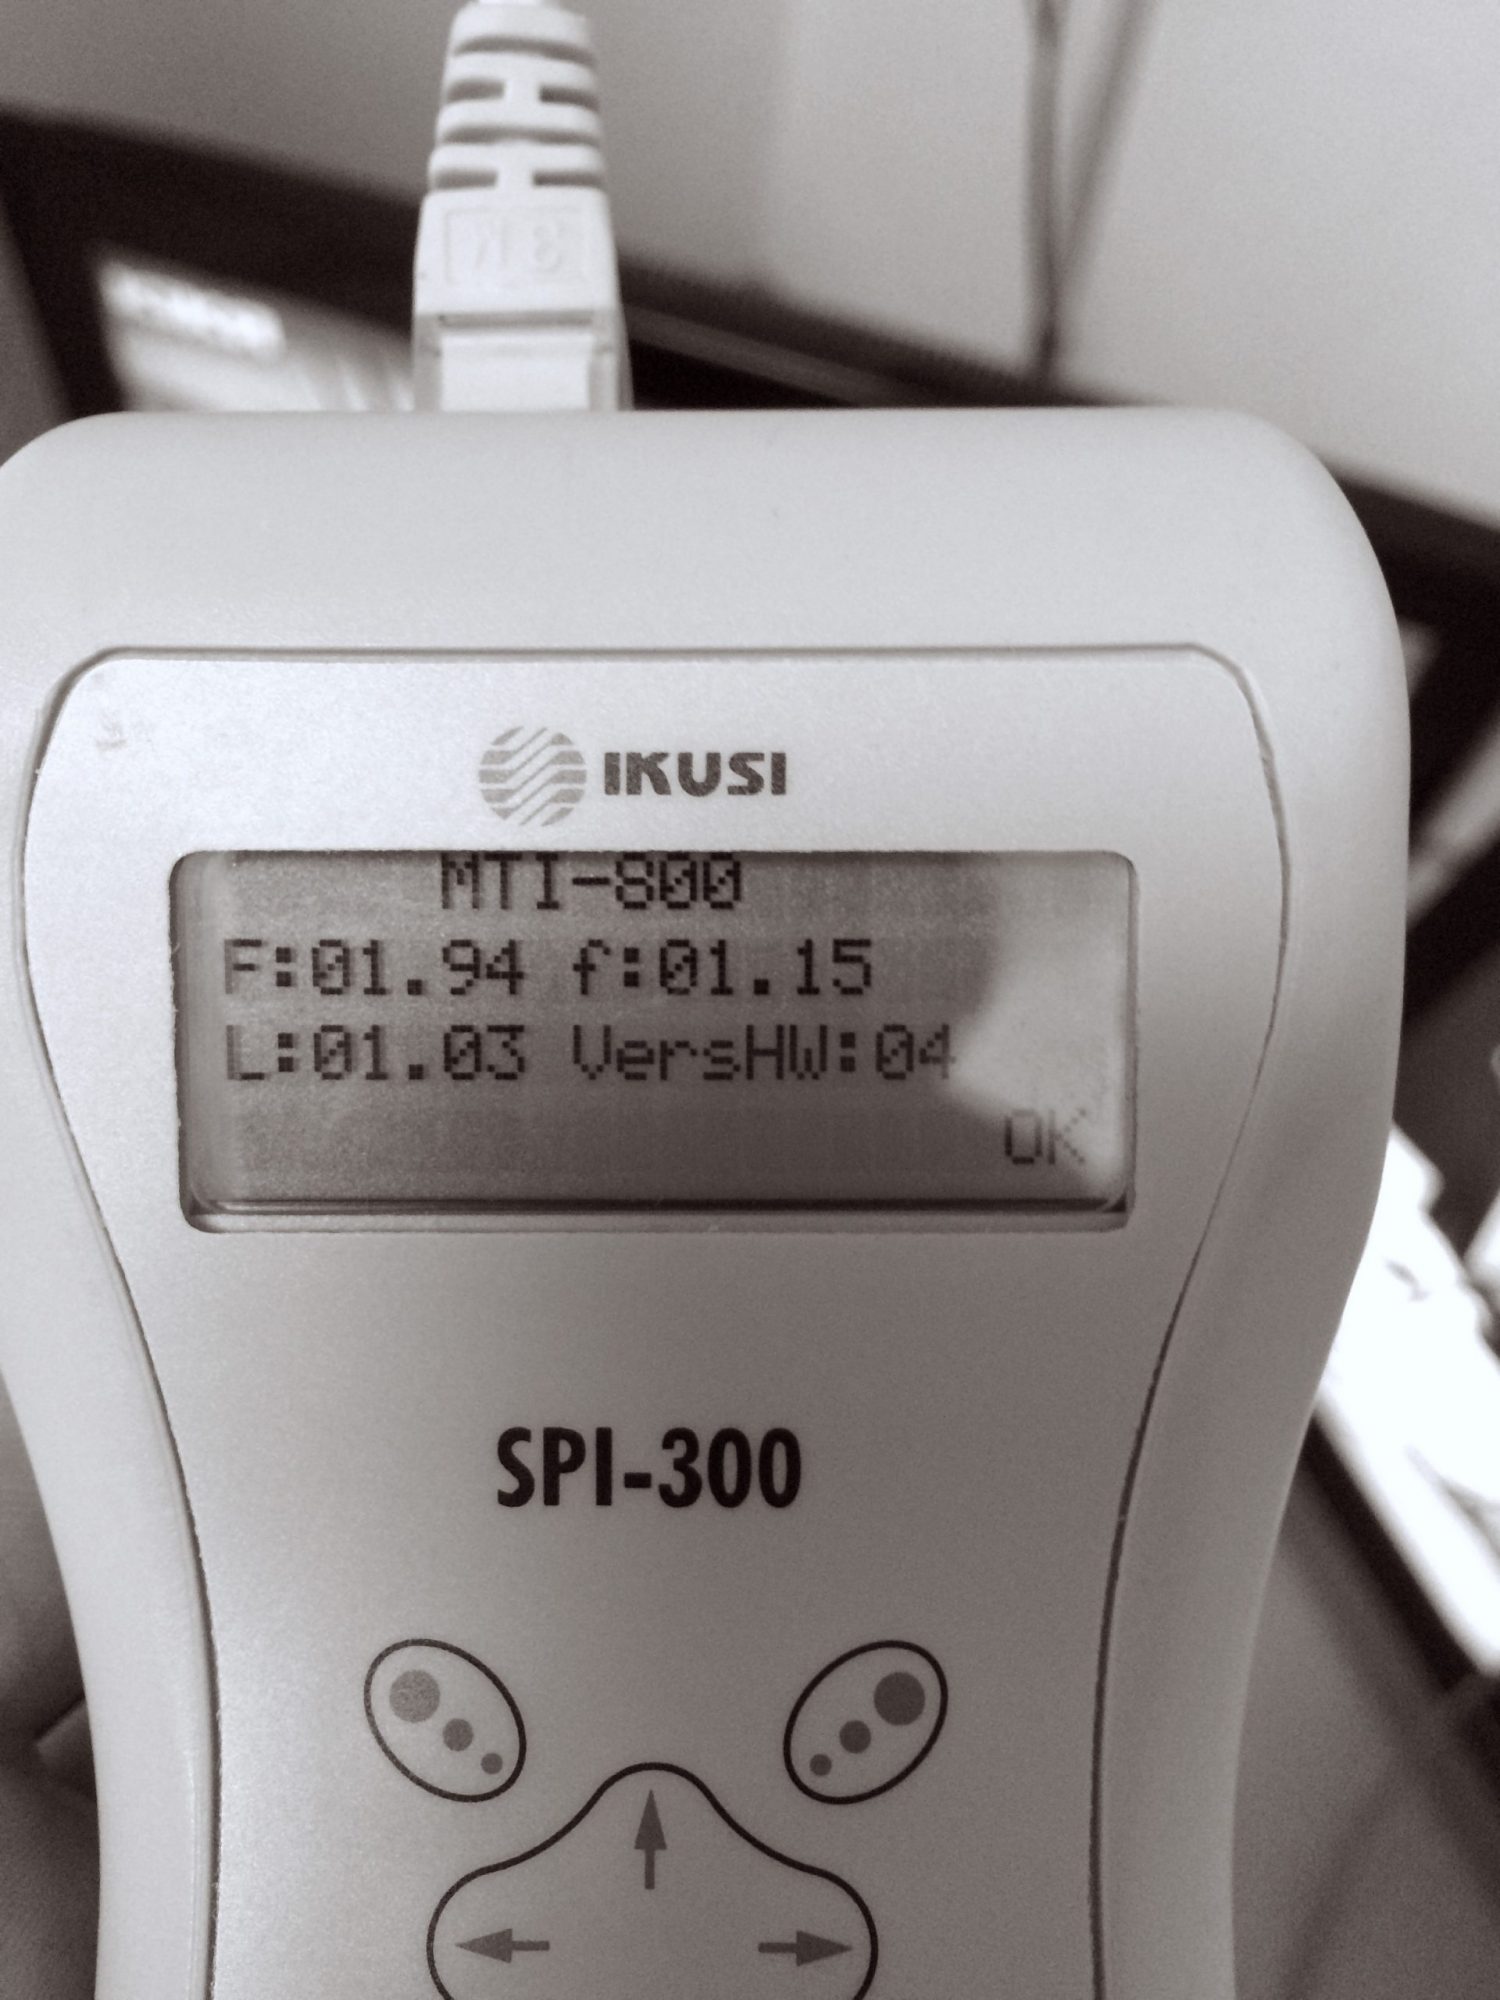 IKUSI
MTI-800
F:01.94 f:01.15
L:01.03 VersHW:04
OK
SPI-300